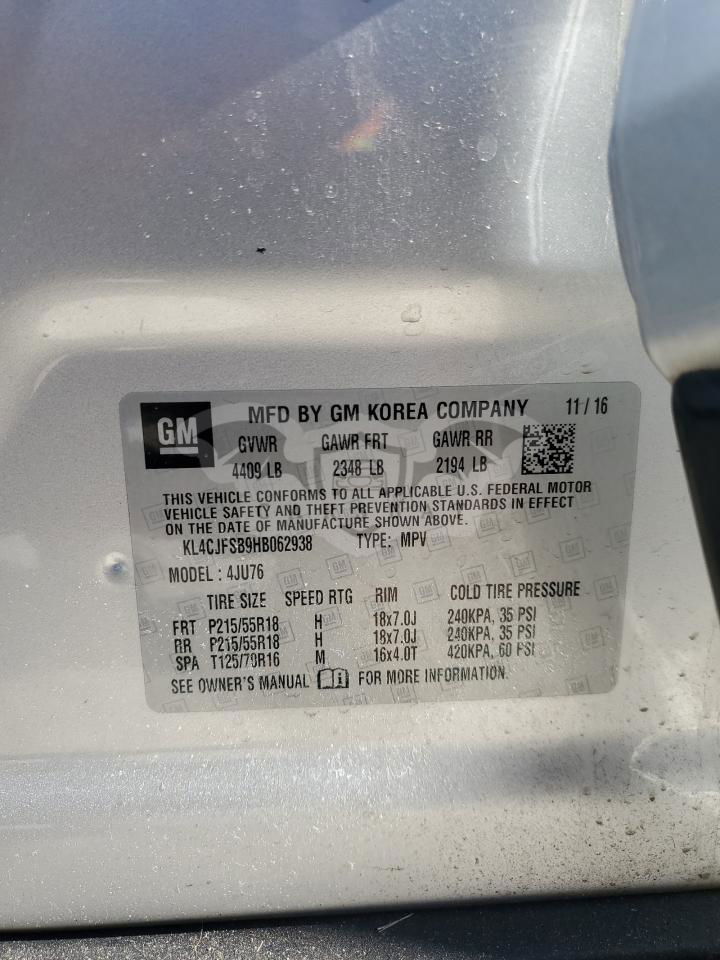 GM MFD BY GM KOREA COMPANY 11/16
GVWR GAWR FRT GAWR RR
4409 LB 2348 LB 2194 LB
THIS VEHICLE CONFORMS TO ALL APPLICABLE U.S. FEDERAL MOTOR
VEHICLE SAFETY AND THEFT PREVENTION STANDARDS IN EFFECT
ON THE DATE OF MANUFACTURE SHOWN ABOVE.
KL4CJFSB9HB062938 TYPE: MPV
MODEL: 4JU76
TIRE SIZE SPEED RTG RIM COLD TIRE PRESSURE
FRT P215/55R18 H 18x7.0J 240KPA, 35 PSI
RR P215/55R18 H 18x7.0J 240KPA, 35 PSI
SPA T125/70R16 M 16x4.0T 420KPA, 60 PSI
SEE OWNER'S MANUAL FOR MORE INFORMATION.